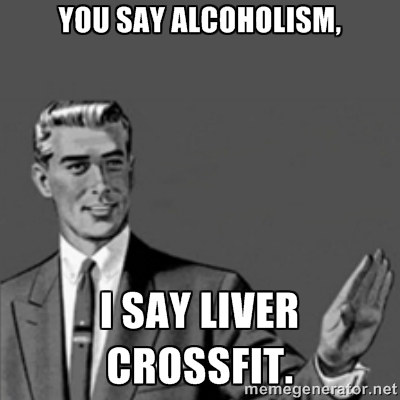 YOU SAY ALCOHOLISM,
I SAY LIVER
CROSSFIT.
memegenerator.net